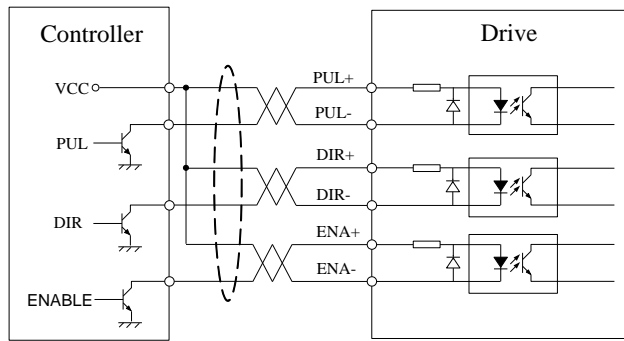 Controller
Drive
VCC
PUL+
PUL-
PUL
DIR+
DIR-
DIR
ENA+
ENA-
ENABLE